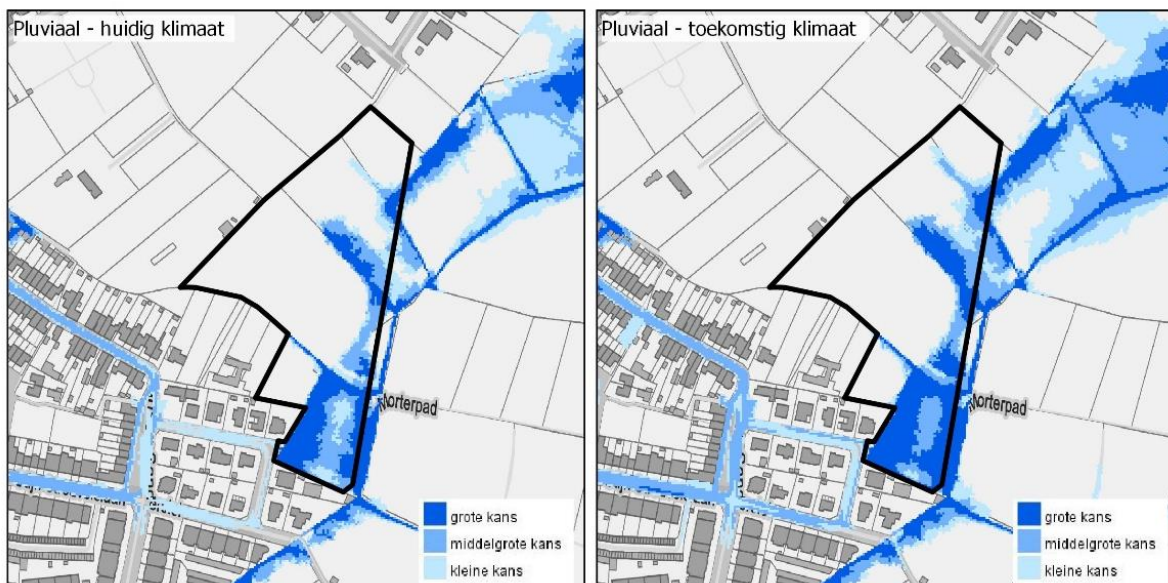 Pluviaal - huidig klimaat
Morterpad
grote kans
middelgrote kans
kleine kans
Pluviaal - toekomstig klimaat
Morterpad
grote kans
middelgrote kans
kleine kans